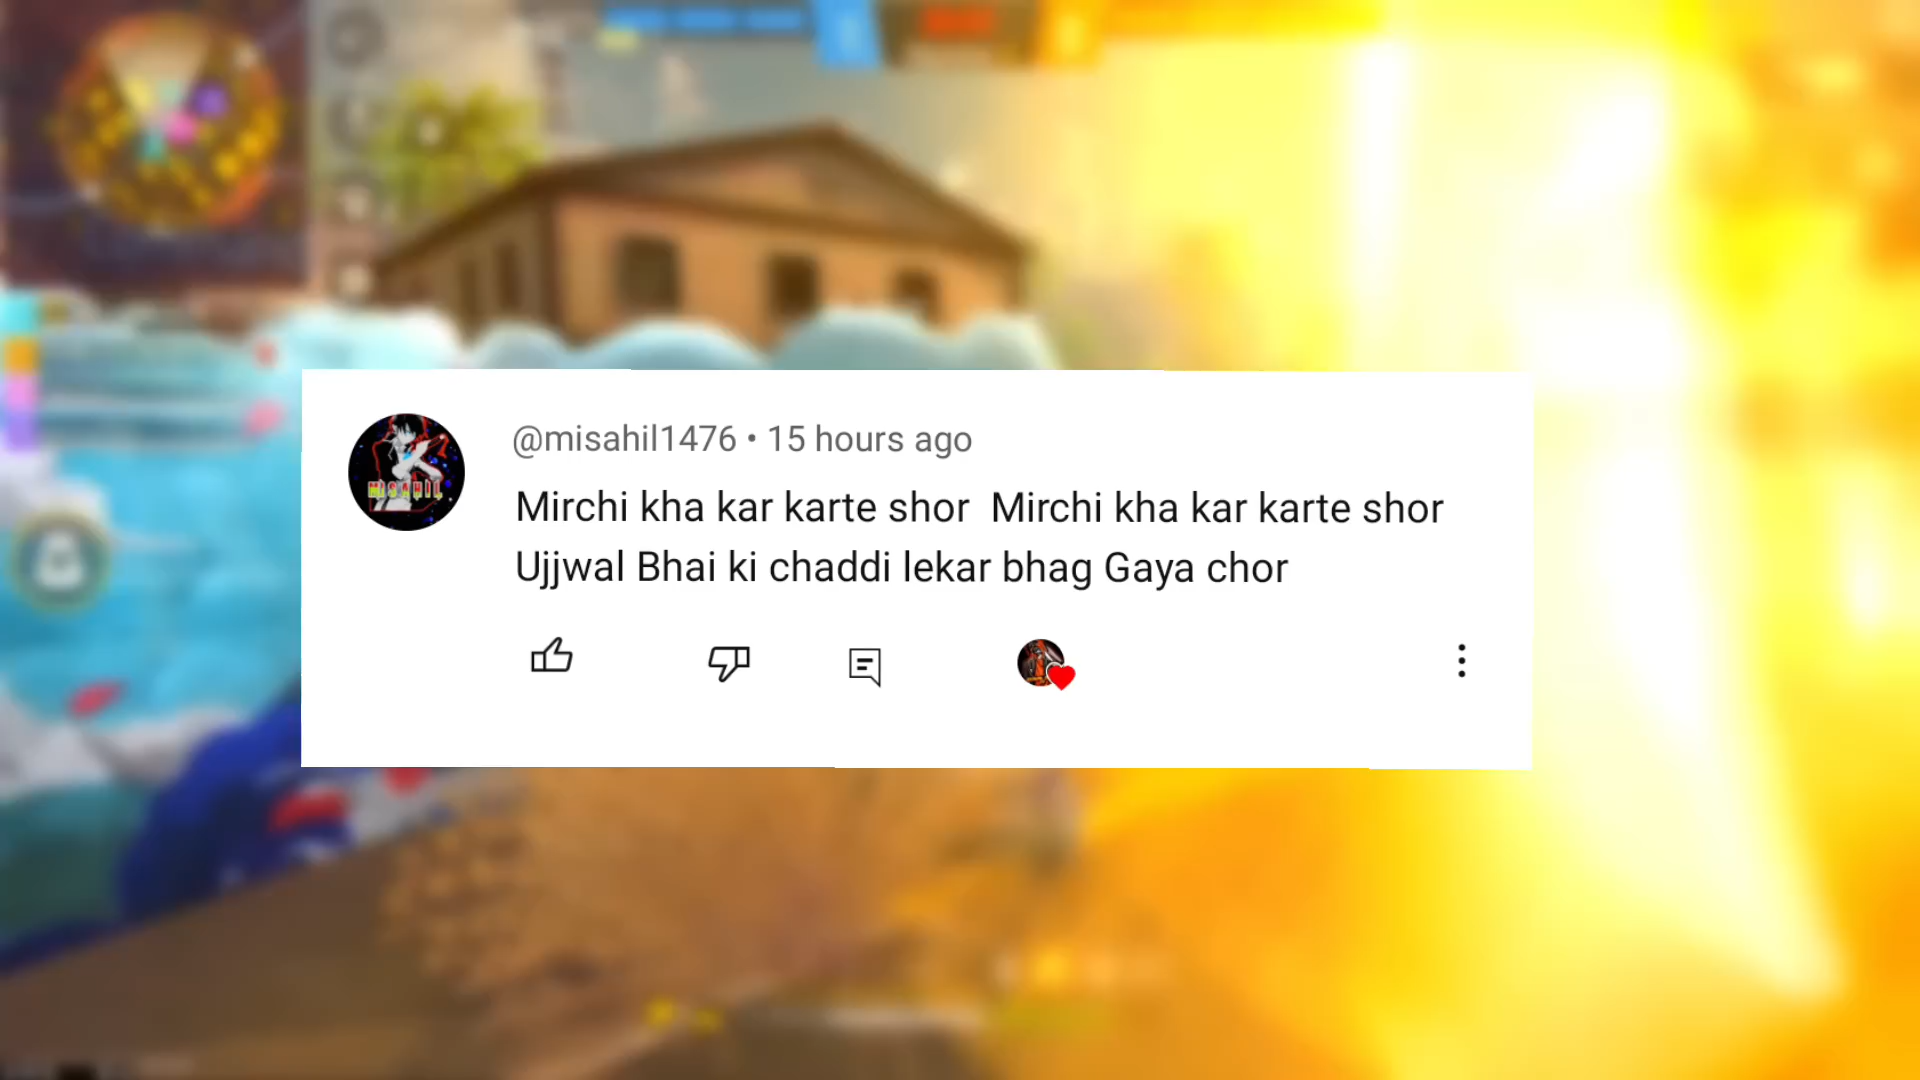 @misahil1476 • 15 hours ago
Mirchi kha kar karte shor  Mirchi kha kar karte shor
Ujjwal Bhai ki chaddi lekar bhag Gaya chor
MISAHIL